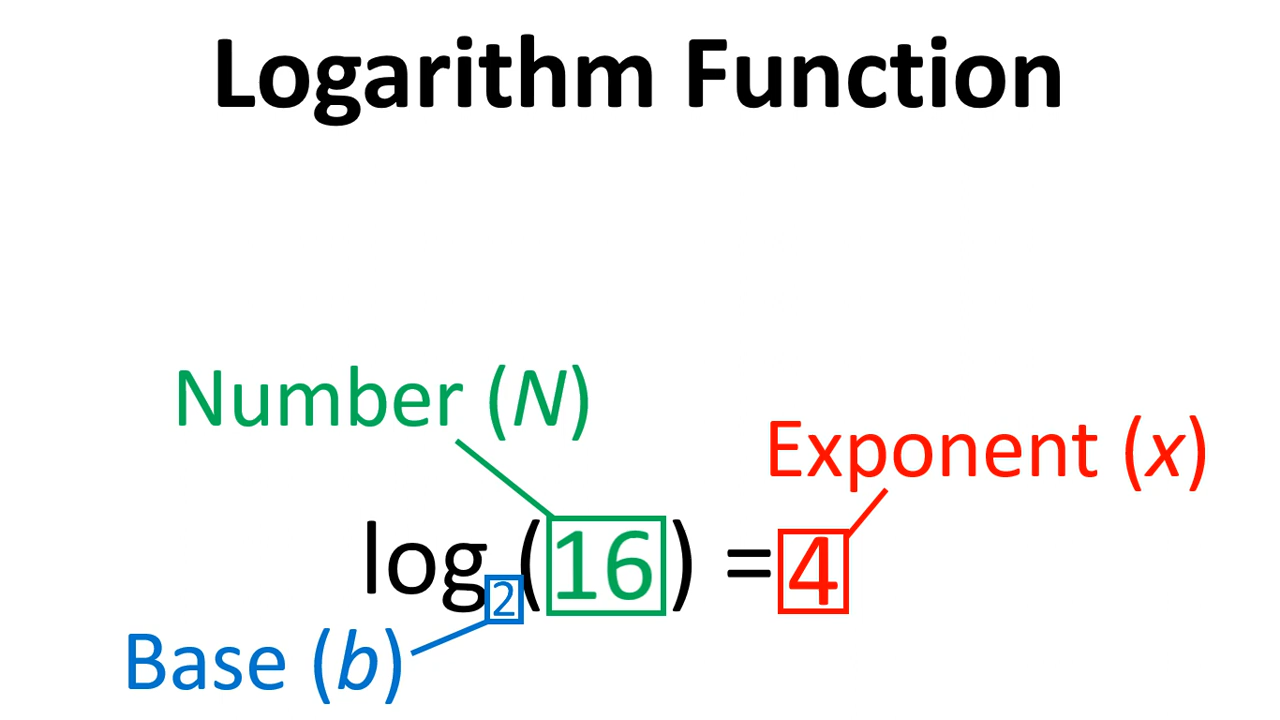 Logarithm Function
Number (N)
Exponent (x)
log₂(16) = 4
Base (b)